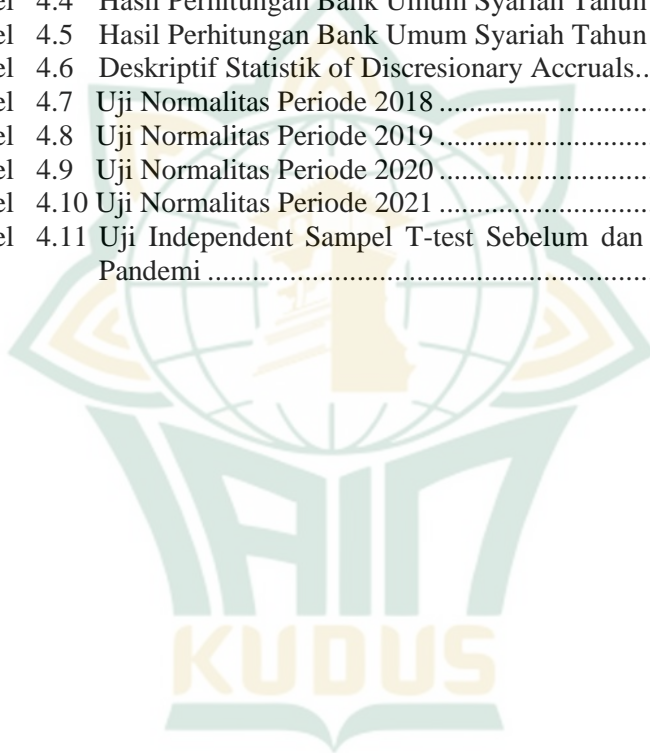 el 4.4 Hasil Perhitungan Bank Umum Syariah Tahun
el 4.5 Hasil Perhitungan Bank Umum Syariah Tahun
el 4.6 Deskriptif Statistik of Discresionary Accruals..
el 4.7 Uji Normalitas Periode 2018 ................................
el 4.8 Uji Normalitas Periode 2019 ................................
el 4.9 Uji Normalitas Periode 2020 ................................
el 4.10 Uji Normalitas Periode 2021 ................................
el 4.11 Uji Independent Sampel T-test Sebelum dan
Pandemi ....................................................................
IAIN
KUDUS